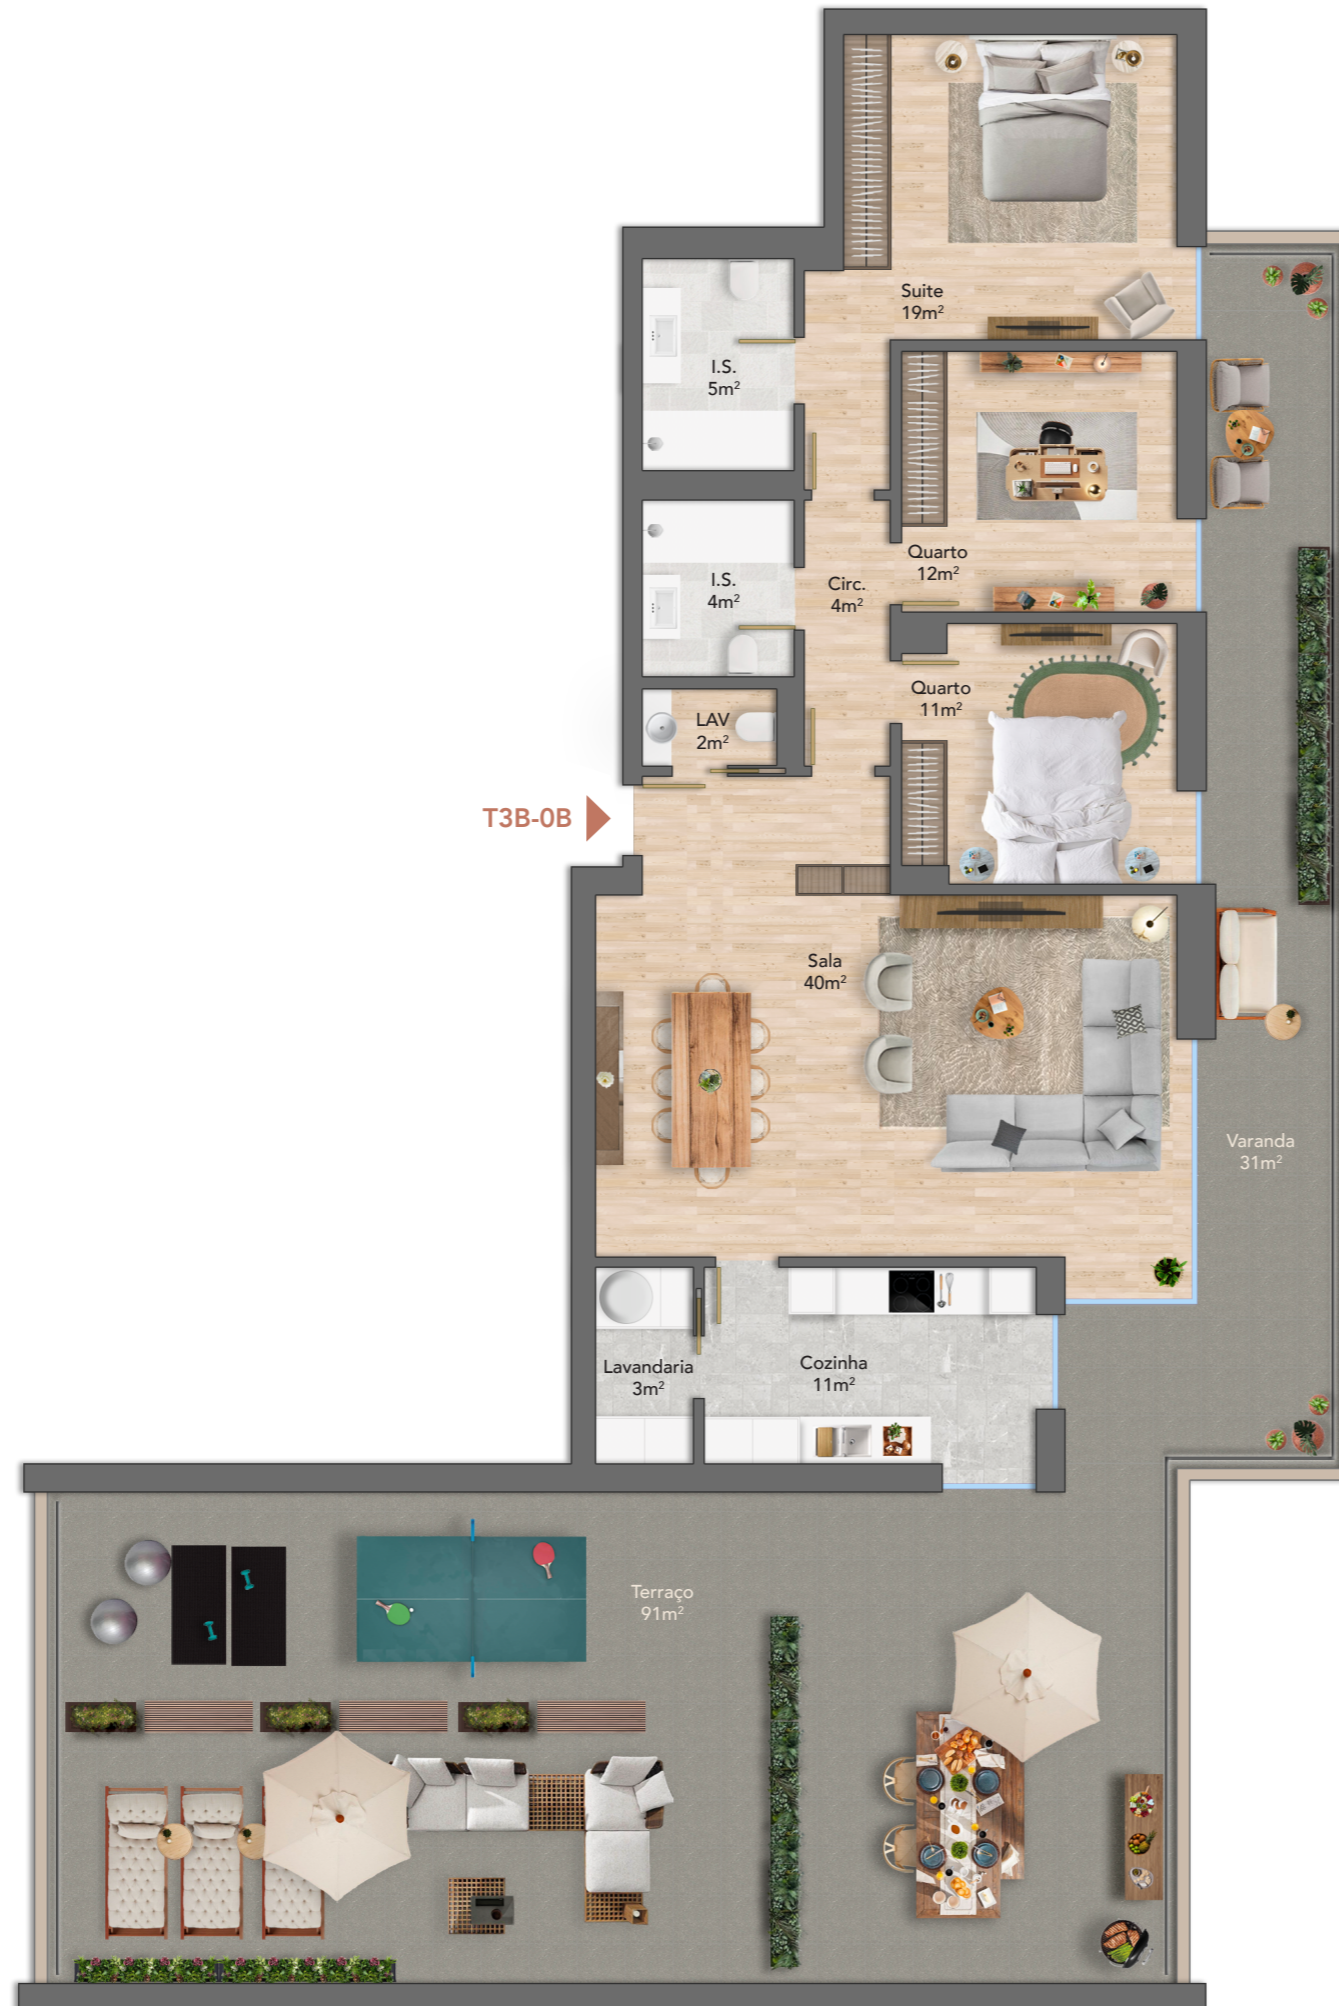 Suite
19m²
I.S.
5m²
Quarto
12m²
I.S.
4m²
Circ.
4m²
Quarto
11m²
LAV
2m²
T3B-0B
Sala
40m²
Varanda
31m²
Lavandaria
3m²
Cozinha
11m²
Terraço
91m²